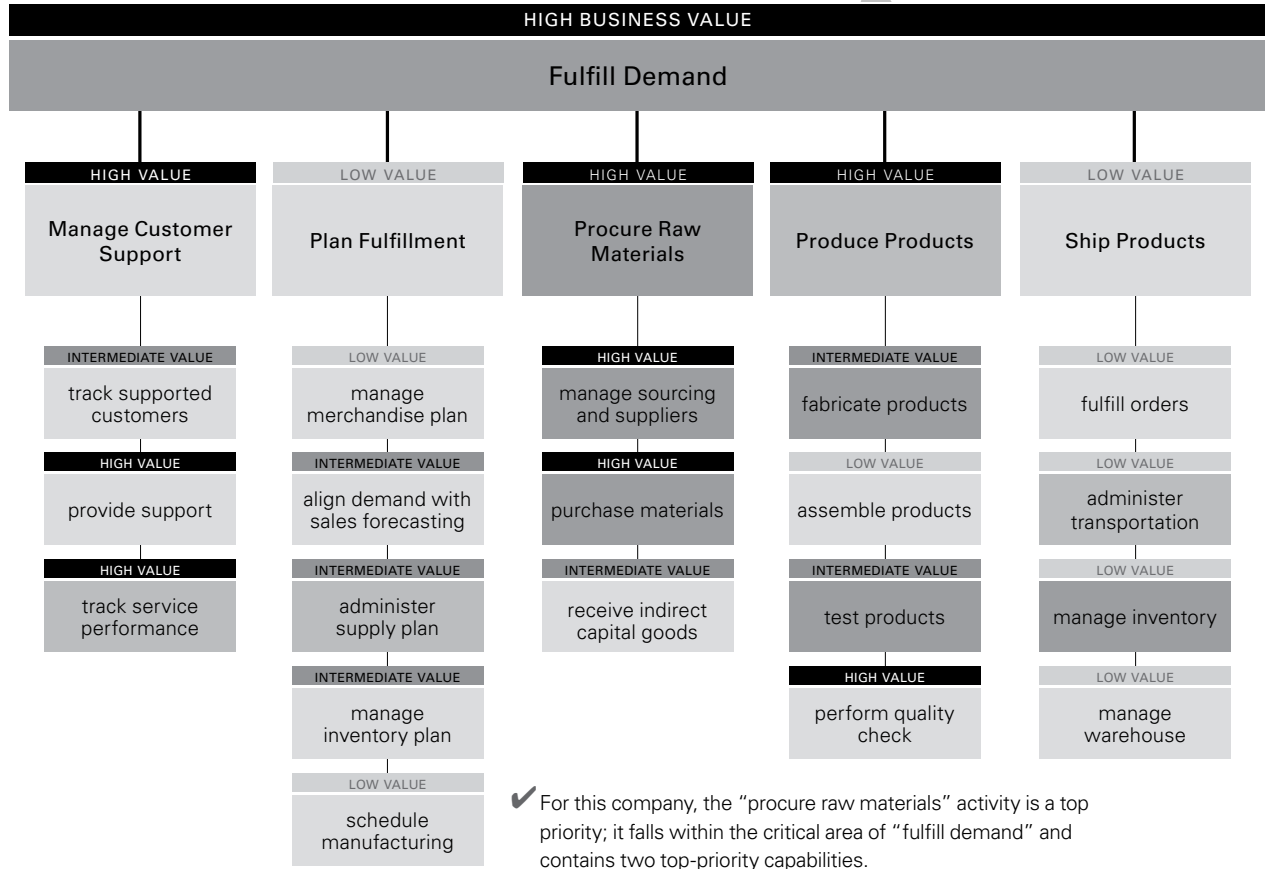 HIGH BUSINESS VALUE
Fulfill Demand
HIGH VALUE
Manage Customer
Support
INTERMEDIATE VALUE
track supported
customers
HIGH VALUE
provide support
HIGH VALUE
track service
performance
LOW VALUE
Plan Fulfillment
LOW VALUE
manage
merchandise plan
INTERMEDIATE VALUE
align demand with
sales forecasting
INTERMEDIATE VALUE
administer
supply plan
INTERMEDIATE VALUE
manage
inventory plan
LOW VALUE
schedule
manufacturing
HIGH VALUE
Procure Raw
Materials
HIGH VALUE
manage sourcing
and suppliers
HIGH VALUE
purchase materials
INTERMEDIATE VALUE
receive indirect
capital goods
HIGH VALUE
Produce Products
INTERMEDIATE VALUE
fabricate products
LOW VALUE
assemble products
INTERMEDIATE VALUE
test products
HIGH VALUE
perform quality
check
LOW VALUE
Ship Products
LOW VALUE
fulfill orders
LOW VALUE
administer
transportation
LOW VALUE
manage inventory
LOW VALUE
manage
warehouse
✔ For this company, the “procure raw materials” activity is a top
priority; it falls within the critical area of “fulfill demand” and
contains two top-priority capabilities.